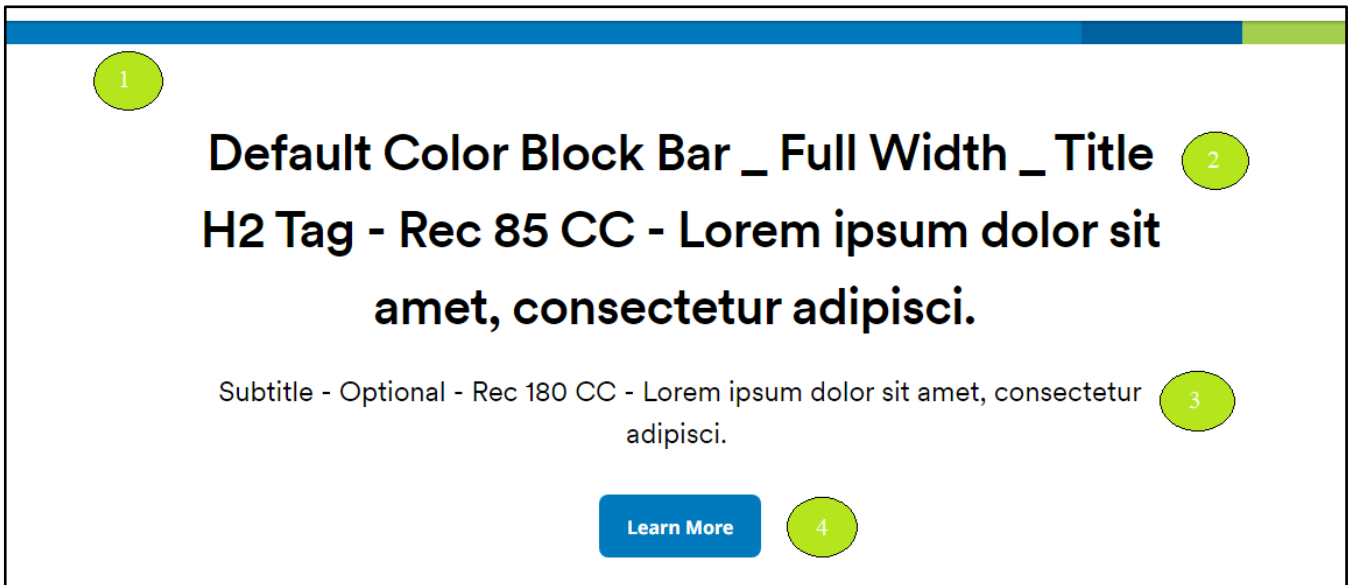 1
Default Color Block Bar _ Full Width _ Title
2
H2 Tag - Rec 85 CC - Lorem ipsum dolor sit
amet, consectetur adipisci.
Subtitle - Optional - Rec 180 CC - Lorem ipsum dolor sit amet, consectetur
3
adipisci.
Learn More
4